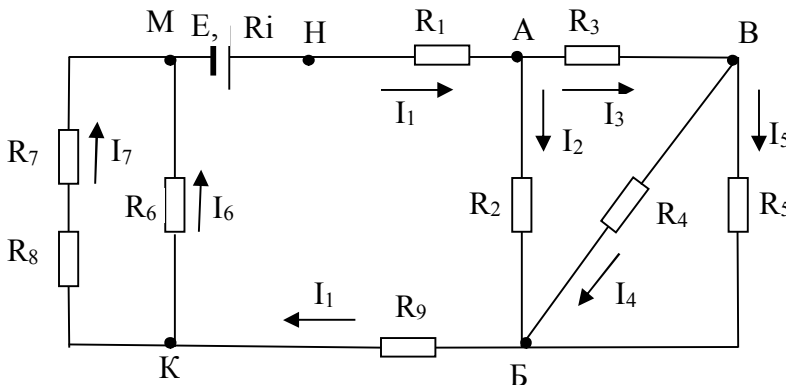 М E, Ri Н R1 А R3 В
I1 I2 I3 I5
R7 I7 R6 I6 R2 R4 R5
R8 I4
I1 R9
К Б